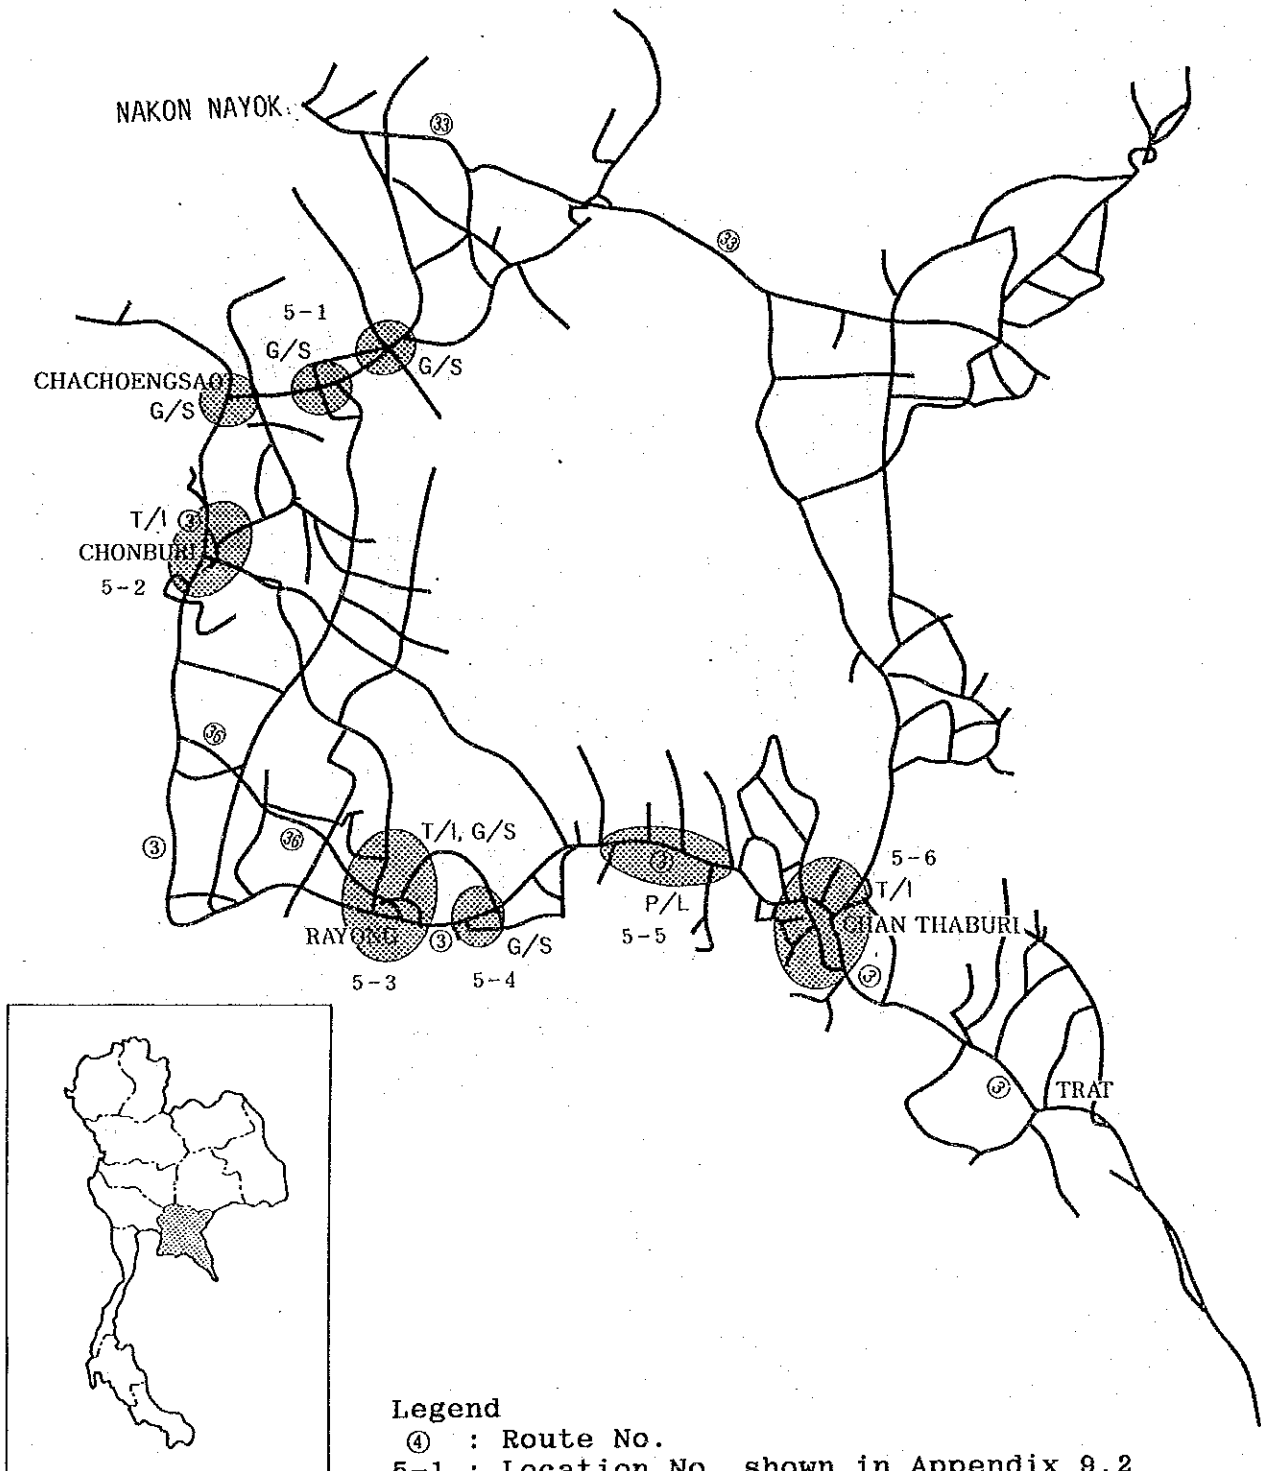 NAKON NAYOK
33
33
5-1
G/S
G/S
CHACHOENGSAO
G/S
T/I 3
CHONBURI
5-2
36
3
36
T/I, G/S
3
P/L
5-5
5-6
T/I
CHAN THABURI
RAYONG
3
G/S
5-3
5-4
3
3
TRAT
Legend
4 : Route No.
5-1 : Location No. shown in Appendix 9.2